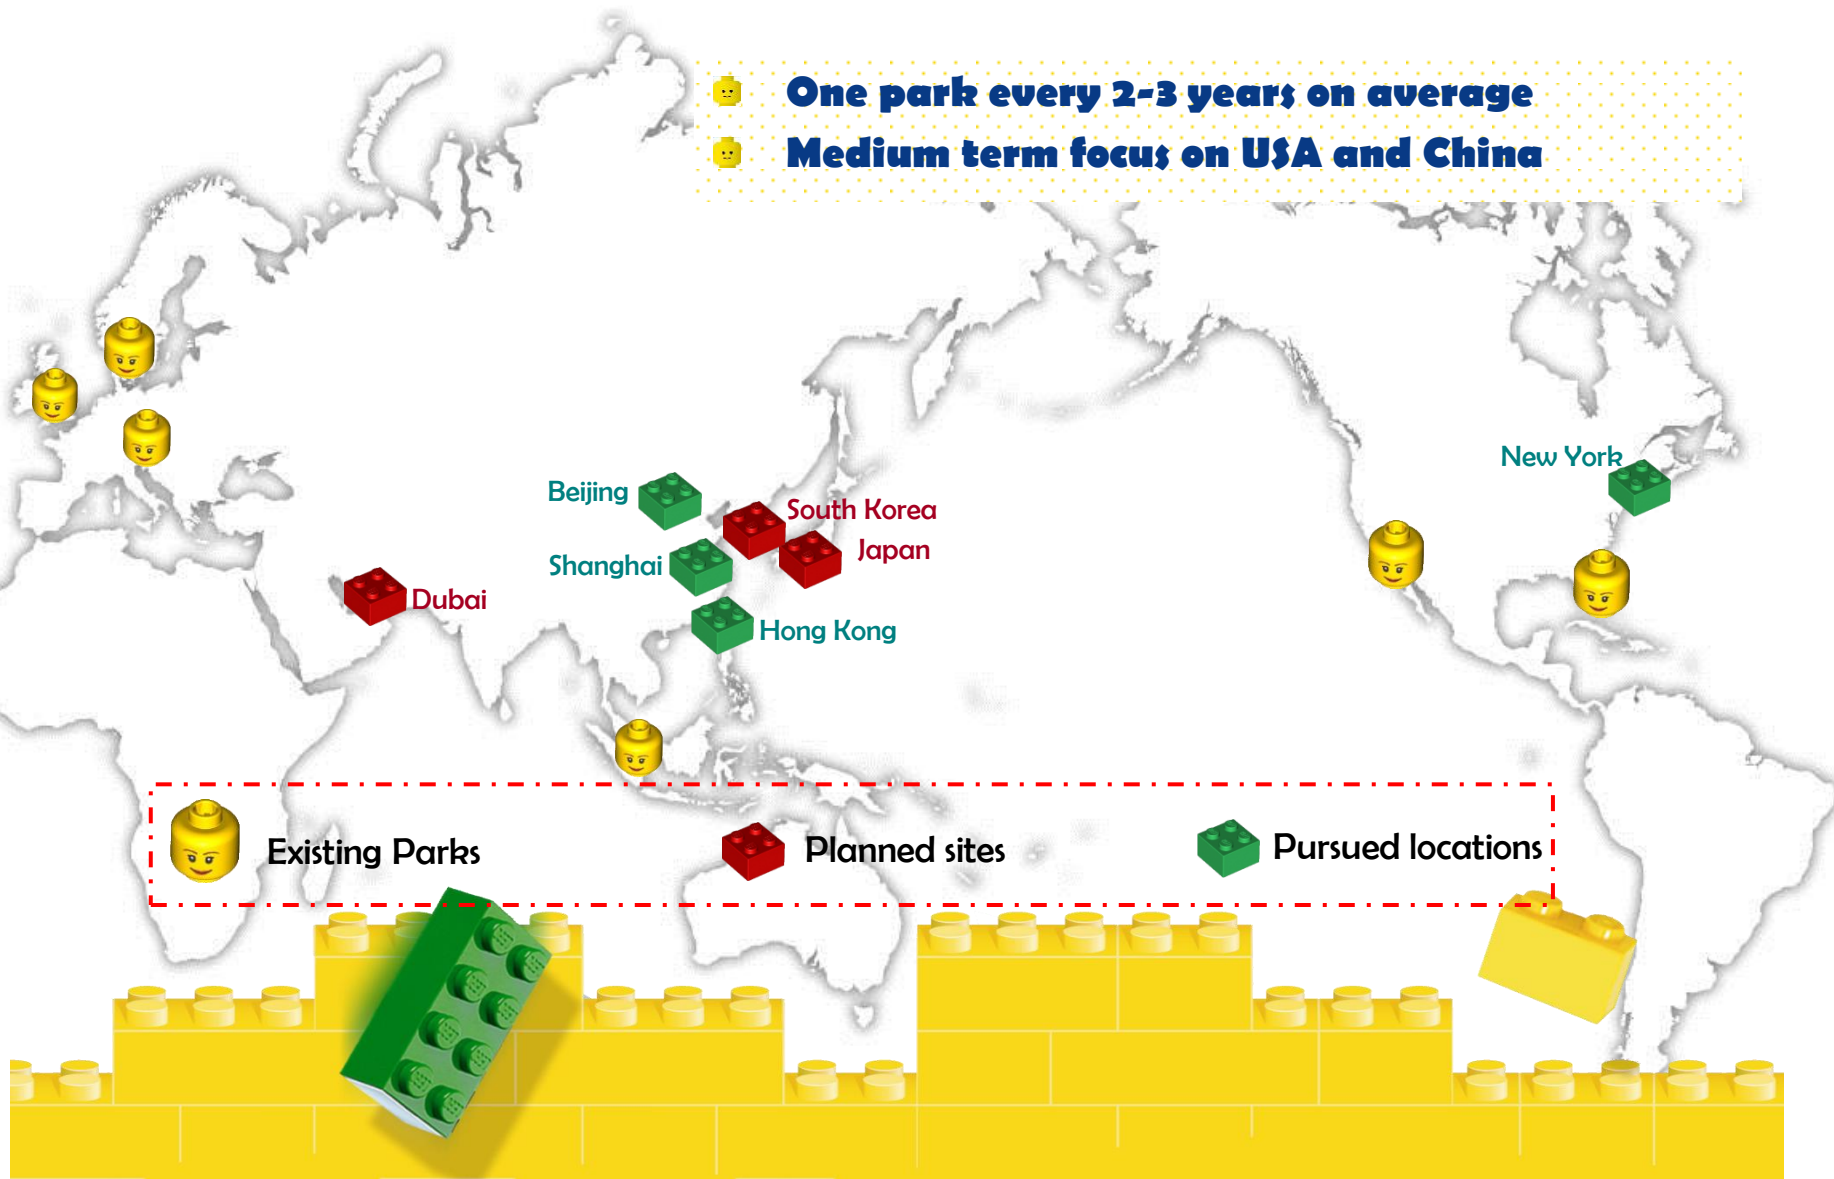 One park every 2-3 years on average
Medium term focus on USA and China
New York
Beijing
South Korea
Japan
Shanghai
Dubai
Hong Kong
Existing Parks
Planned sites
Pursued locations